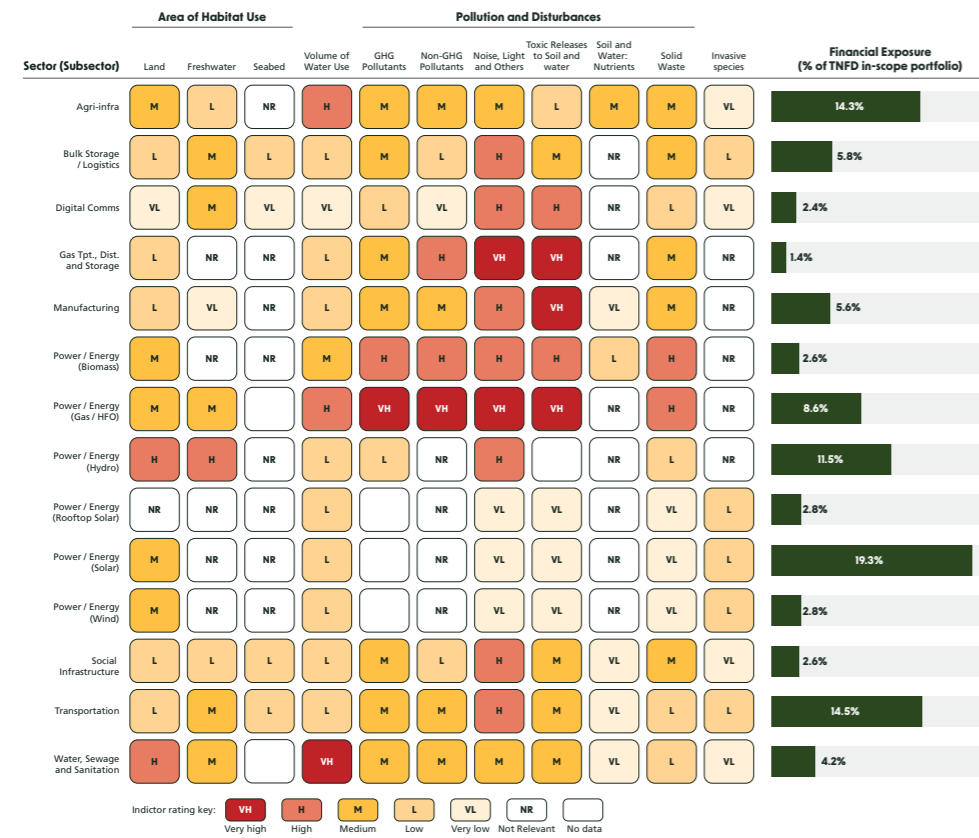 Area of Habitat Use
Pollution and Disturbances
Sector (Subsector)
Land
Freshwater
Seabed
Volume of
Water Use
GHG
Pollutants
Non-GHG
Pollutants
Noise, Light
and Others
Toxic Releases
to Soil and
water
Soil and
Water:
Nutrients
Solid
Waste
Invasive
species
Financial Exposure
(% of TNFD in-scope portfolio)
Agri-infra M L NR H M M M L M M VL 14.3%
Bulk Storage
/ Logistics
L M L L M L H M NR M L 5.8%
Digital Comms VL M VL VL L VL H H NR L VL 2.4%
Gas Tpt., Dist.
and Storage
L NR NR L M H VH VH NR M NR 1.4%
Manufacturing L VL NR L M M H VH VL M NR 5.6%
Power / Energy
(Biomass)
M NR NR M H H H H L H NR 2.6%
Power / Energy
(Gas / HFO)
M M H VH VH VH VH NR H NR 8.6%
Power / Energy
(Hydro)
H H NR L L NR H NR L NR 11.5%
Power / Energy
(Rooftop Solar)
NR NR NR L NR VL VL NR VL L 2.8%
Power / Energy
(Solar)
M NR NR L NR VL VL NR VL L 19.3%
Power / Energy
(Wind)
M NR NR L NR VL VL NR VL L 2.8%
Social
Infrastructure
L L L L M L H M VL M VL 2.6%
Transportation L M L L M M H M VL L L 14.5%
Water, Sewage
and Sanitation
H M VH M M M M VL L VL 4.2%
Indictor rating key: VH H M L VL NR
Very high High Medium Low Very low Not Relevant No data